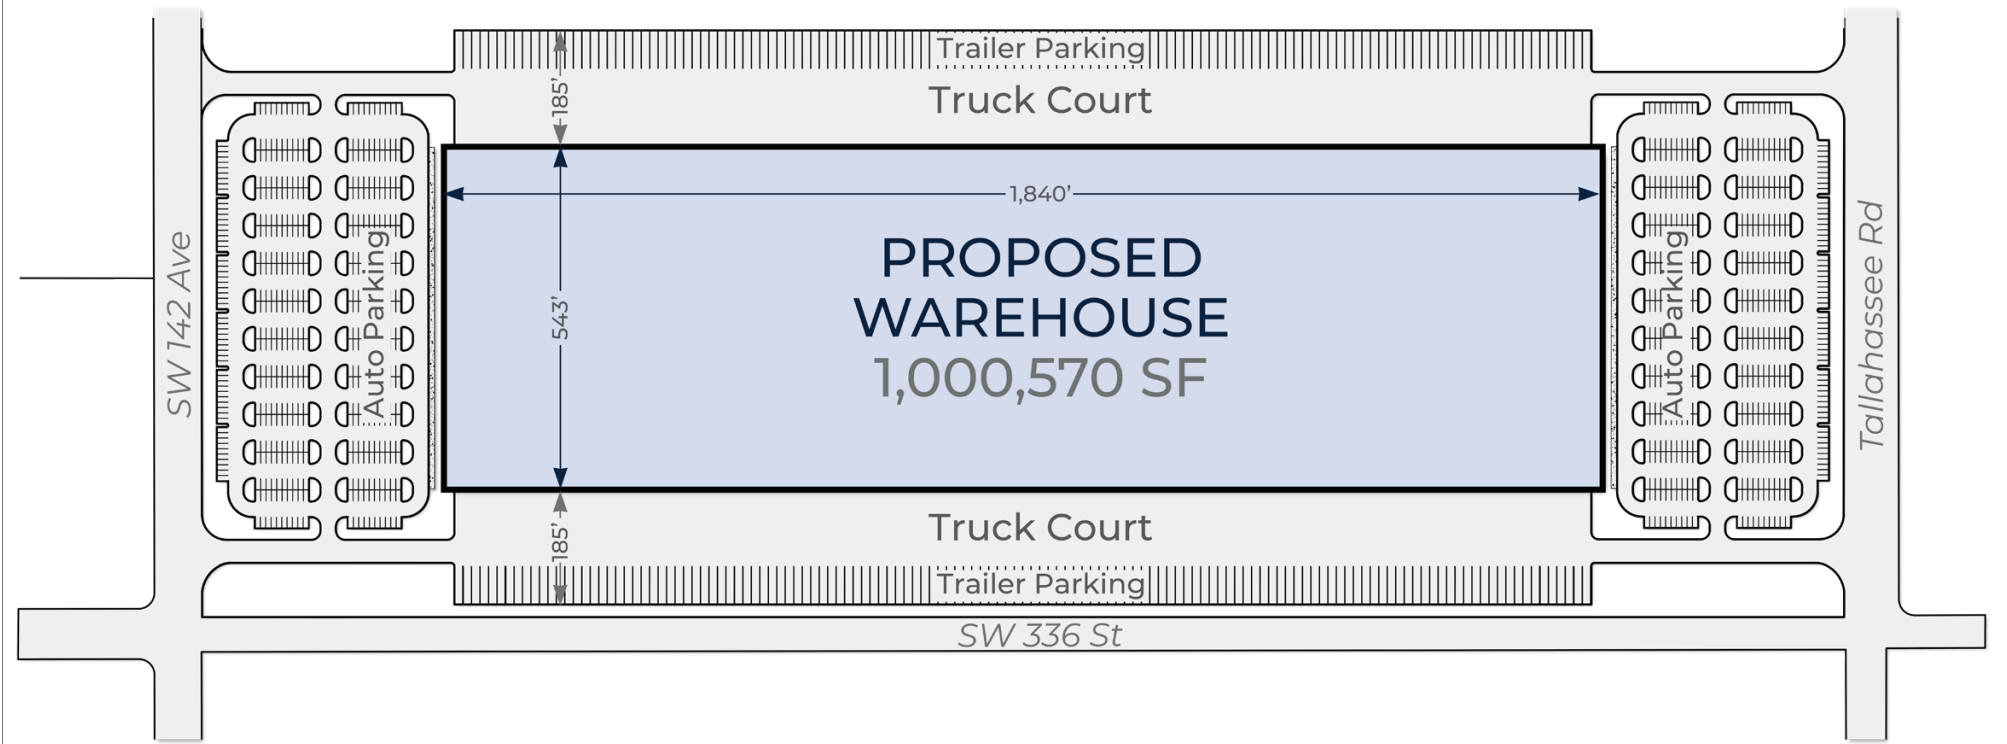 Trailer Parking
185’
Truck Court
1,840’
PROPOSED
WAREHOUSE
1,000,570 SF
543’
SW 142 Ave
Auto Parking
Auto Parking
Tallahassee Rd
Truck Court
185’
Trailer Parking
SW 336 St